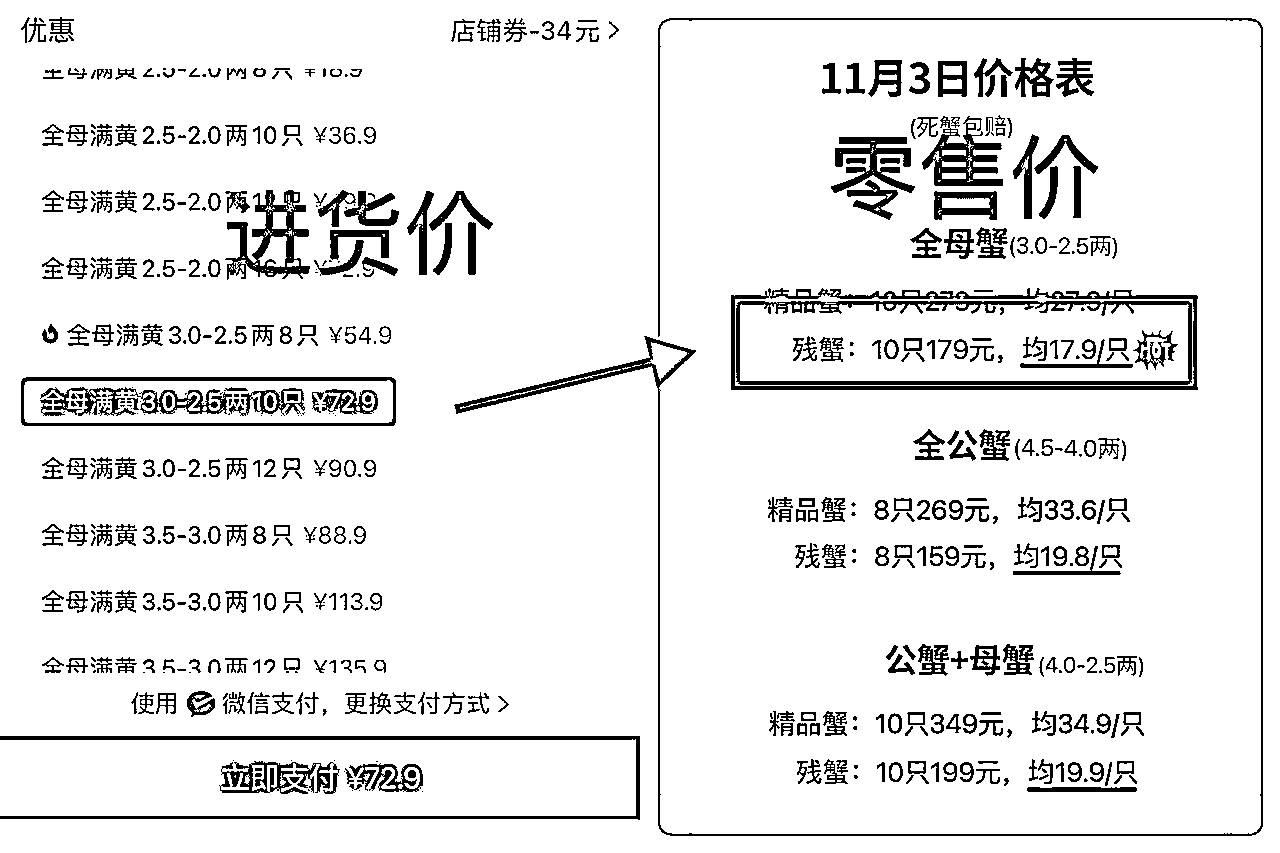 优惠
店铺券-34元 >
全母满黄2.5-2.0两8只 ¥18.9
全母满黄2.5-2.0两10只 ¥36.9
全母满黄2.5-2.0两
全母满黄2.5-2.0两
进货价
全母满黄3.0-2.5两8只 ¥54.9
全母满黄3.0-2.5两10只 ¥72.9
全母满黄3.0-2.5两12只 ¥90.9
全母满黄3.5-3.0两8只 ¥88.9
全母满黄3.5-3.0两10只 ¥113.9
全母满黄3.5-3.0两12只 ¥135.9
使用 微信支付，更换支付方式 >
立即支付 ¥72.9
11月3日价格表
(死蟹包赔)
零售价
全母蟹(3.0-2.5两)
精品蟹：10只279元，均27.9/只
残蟹：10只179元，均17.9/只 HOT
全公蟹(4.5-4.0两)
精品蟹：8只269元，均33.6/只
残蟹：8只159元，均19.8/只
公蟹+母蟹(4.0-2.5两)
精品蟹：10只349元，均34.9/只
残蟹：10只199元，均19.9/只